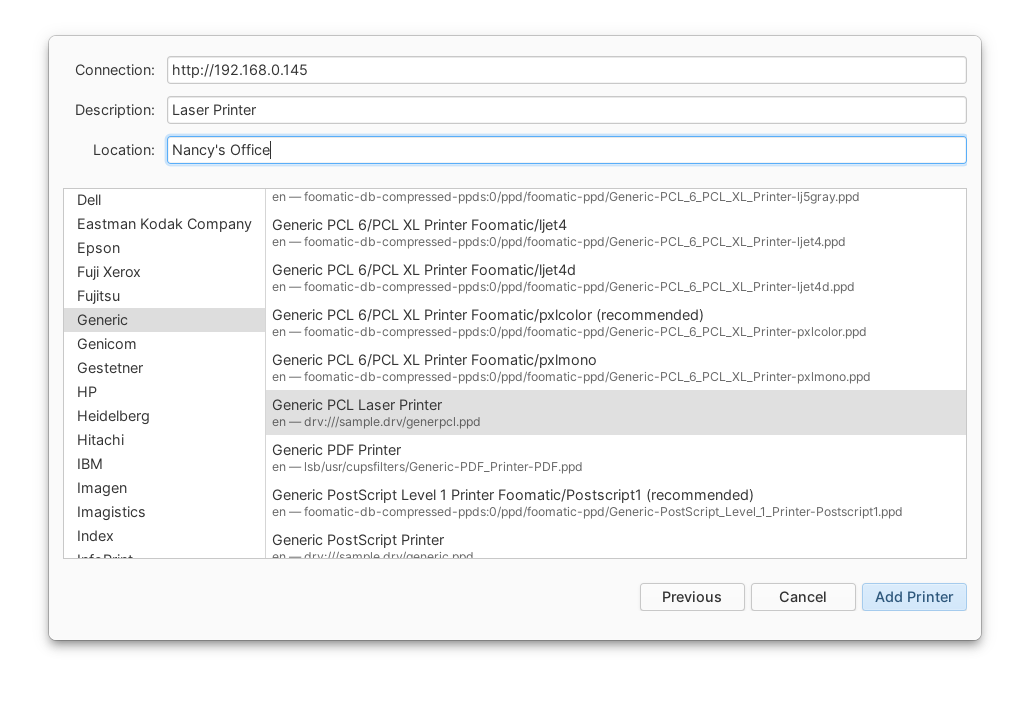 Connection: http://192.168.0.145
Description: Laser Printer
Location: Nancy's Office
Dell
Eastman Kodak Company
Epson
Fuji Xerox
Fujitsu
Generic
Genicom
Gestetner
HP
Heidelberg
Hitachi
IBM
Imagen
Imagistics
Index
InfoPrint
en — foomatic-db-compressed-ppds:0/ppd/foomatic-ppd/Generic-PCL_6_PCL_XL_Printer-lj5gray.ppd
Generic PCL 6/PCL XL Printer Foomatic/ljet4
en — foomatic-db-compressed-ppds:0/ppd/foomatic-ppd/Generic-PCL_6_PCL_XL_Printer-ljet4.ppd
Generic PCL 6/PCL XL Printer Foomatic/ljet4d
en — foomatic-db-compressed-ppds:0/ppd/foomatic-ppd/Generic-PCL_6_PCL_XL_Printer-ljet4d.ppd
Generic PCL 6/PCL XL Printer Foomatic/pxlcolor (recommended)
en — foomatic-db-compressed-ppds:0/ppd/foomatic-ppd/Generic-PCL_6_PCL_XL_Printer-pxlcolor.ppd
Generic PCL 6/PCL XL Printer Foomatic/pxlmono
en — foomatic-db-compressed-ppds:0/ppd/foomatic-ppd/Generic-PCL_6_PCL_XL_Printer-pxlmono.ppd
Generic PCL Laser Printer
en — drv:///sample.drv/generpcl.ppd
Generic PDF Printer
en — lsb/usr/cupsfilters/Generic-PDF_Printer-PDF.ppd
Generic PostScript Level 1 Printer Foomatic/Postscript1 (recommended)
en — foomatic-db-compressed-ppds:0/ppd/foomatic-ppd/Generic-PostScript_Level_1_Printer-Postscript1.ppd
Generic PostScript Printer
en — drv:///sample.drv/generic.ppd
Previous
Cancel
Add Printer